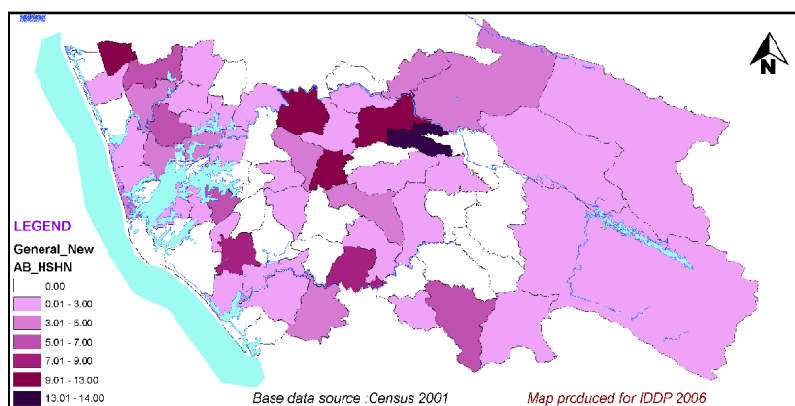 N
LEGEND
General_New
AB_HSHN
0.00
0.01 - 3.00
3.01 - 5.00
5.01 - 7.00
7.01 - 9.00
9.01 - 13.00
13.01 - 14.00
Base data source :Census 2001
Map produced for IDDP 2006